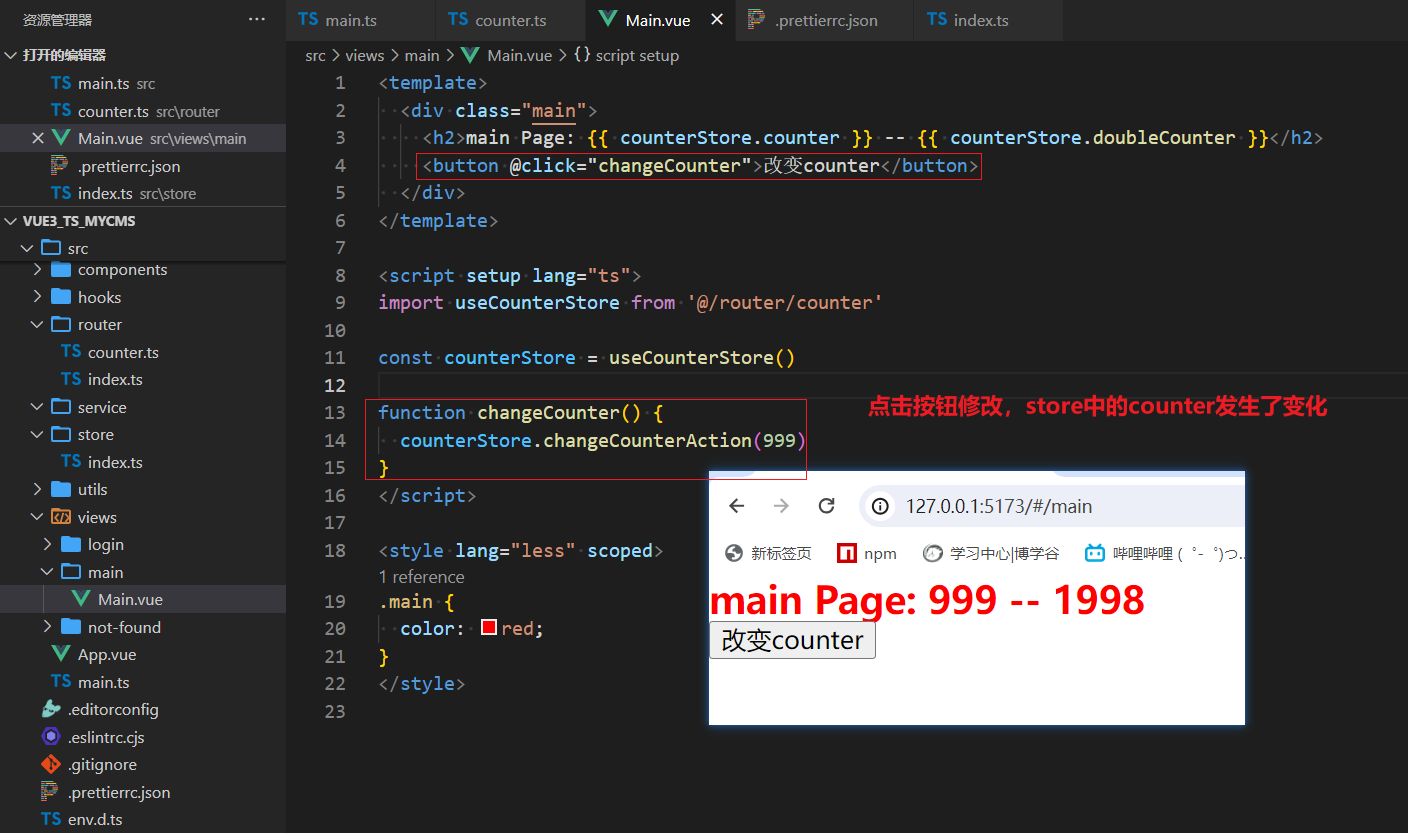 资源管理器
···
打开的编辑器
TS main.ts src
TS counter.ts src\router
Main.vue src\views\main
.prettierrc.json
TS index.ts src\store
VUE3_TS_MYCMS
src
components
hooks
router
TS counter.ts
TS index.ts
service
store
TS index.ts
utils
views
login
main
Main.vue
not-found
App.vue
TS main.ts
.editorconfig
.eslintrc.cjs
.gitignore
.prettierrc.json
TS env.d.ts
TS main.ts TS counter.ts Main.vue .prettierrc.json TS index.ts
src > views > main > Main.vue > {} script setup
1 <template>
2 <div class="main">
3 <h2>main Page: {{ counterStore.counter }} -- {{ counterStore.doubleCounter }}</h2>
4 <button @click="changeCounter">改变counter</button>
5 </div>
6 </template>
7
8 <script setup lang="ts">
9 import useCounterStore from '@/router/counter'
10
11 const counterStore = useCounterStore()
12
13 function changeCounter() {
14 counterStore.changeCounterAction(999)
15 }
16 </script>
17
18 <style lang="less" scoped>
1 reference
19 .main {
20 color: red;
21 }
22 </style>
23
点击按钮修改，store中的counter发生了变化
127.0.0.1:5173/#/main
新标签页 npm 学习中心|博学谷 哔哩哔哩 (゜-゜)つ...
main Page: 999 -- 1998
改变counter